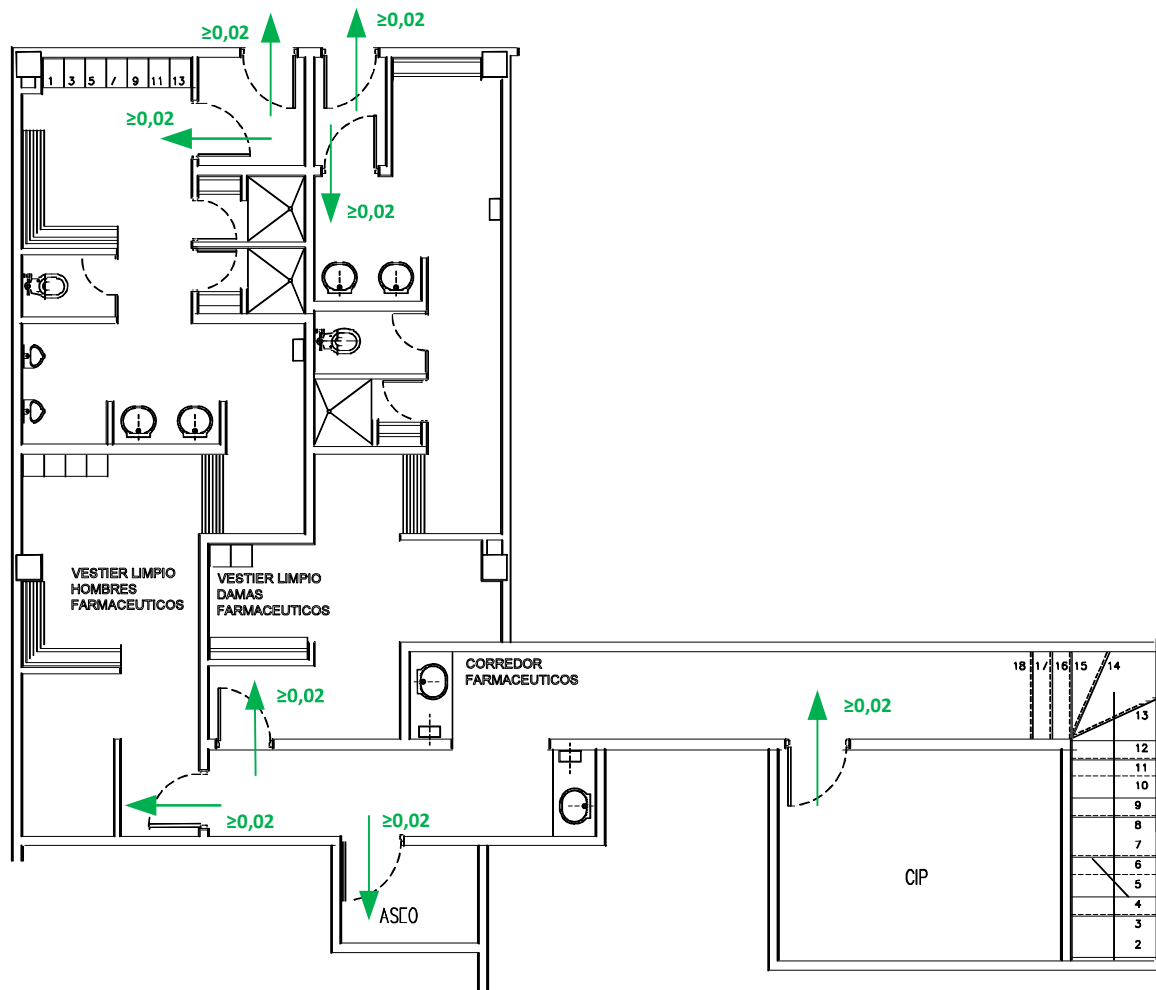 ≥0,02
≥0,02
1 3 5 / 9 11 13
≥0,02
≥0,02
VESTIER LIMPIO
HOMBRES
FARMACEUTICOS
VESTIER LIMPIO
DAMAS
FARMACEUTICOS
CORREDOR
FARMACEUTICOS
18 1/ 16 15 14
≥0,02
≥0,02
13
12
11
10
9
8
7
6
5
4
3
2
≥0,02
≥0,02
CIP
ASEO